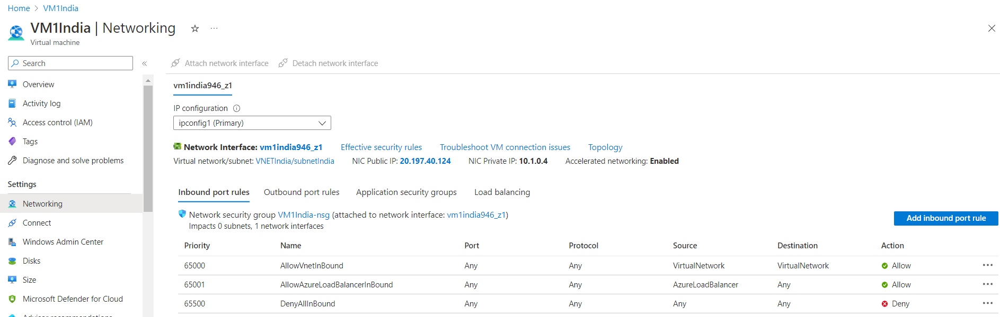 Home > VM1India
VM1India | Networking
Virtual machine
Search
Overview
Activity log
Access control (IAM)
Tags
Diagnose and solve problems
Settings
Networking
Connect
Windows Admin Center
Disks
Size
Microsoft Defender for Cloud
Advisor recommendations
Attach network interface Detach network interface
vm1india946_z1
IP configuration
ipconfig1 (Primary)
Network Interface: vm1india946_z1 Effective security rules Troubleshoot VM connection issues Topology
Virtual network/subnet: VNETIndia/subnetIndia NIC Public IP: 20.197.40.124 NIC Private IP: 10.1.0.4 Accelerated networking: Enabled
Inbound port rules Outbound port rules Application security groups Load balancing
Network security group VM1India-nsg (attached to network interface: vm1india946_z1)
Impacts 0 subnets, 1 network interfaces
Add inbound port rule
Priority Name Port Protocol Source Destination Action
65000 AllowVnetInBound Any Any VirtualNetwork VirtualNetwork Allow
65001 AllowAzureLoadBalancerInBound Any Any AzureLoadBalancer Any Allow
65500 DenyAllInBound Any Any Any Any Deny